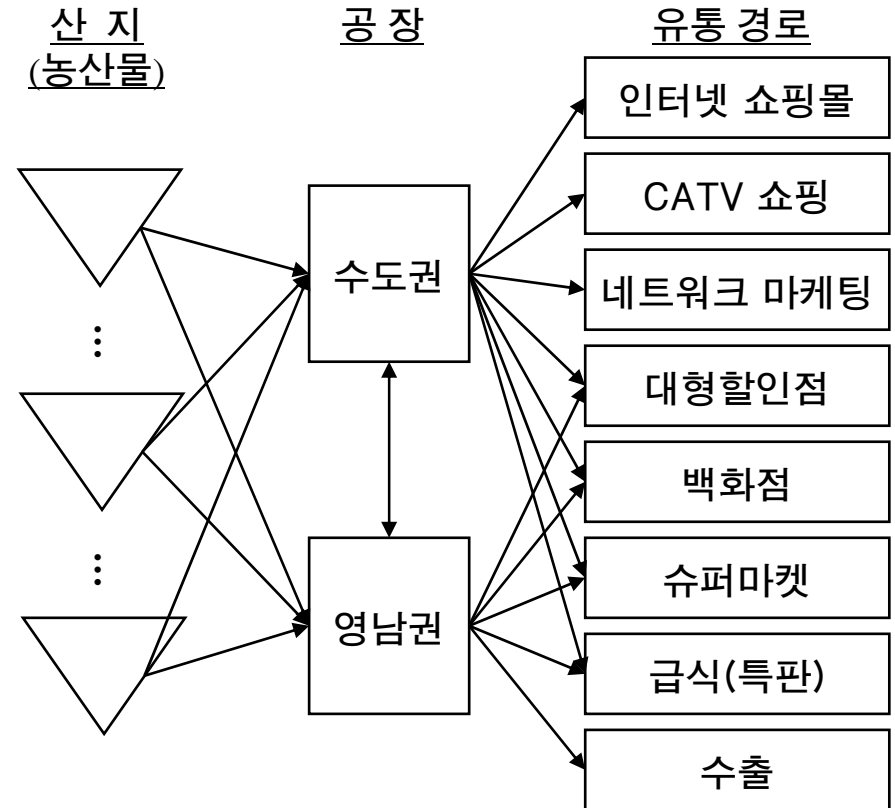 산 지
(농산물)
공 장
유통 경로
인터넷 쇼핑몰
CATV 쇼핑
네트워크 마케팅
대형할인점
백화점
슈퍼마켓
급식(특판)
수출
수도권
영남권
...
...